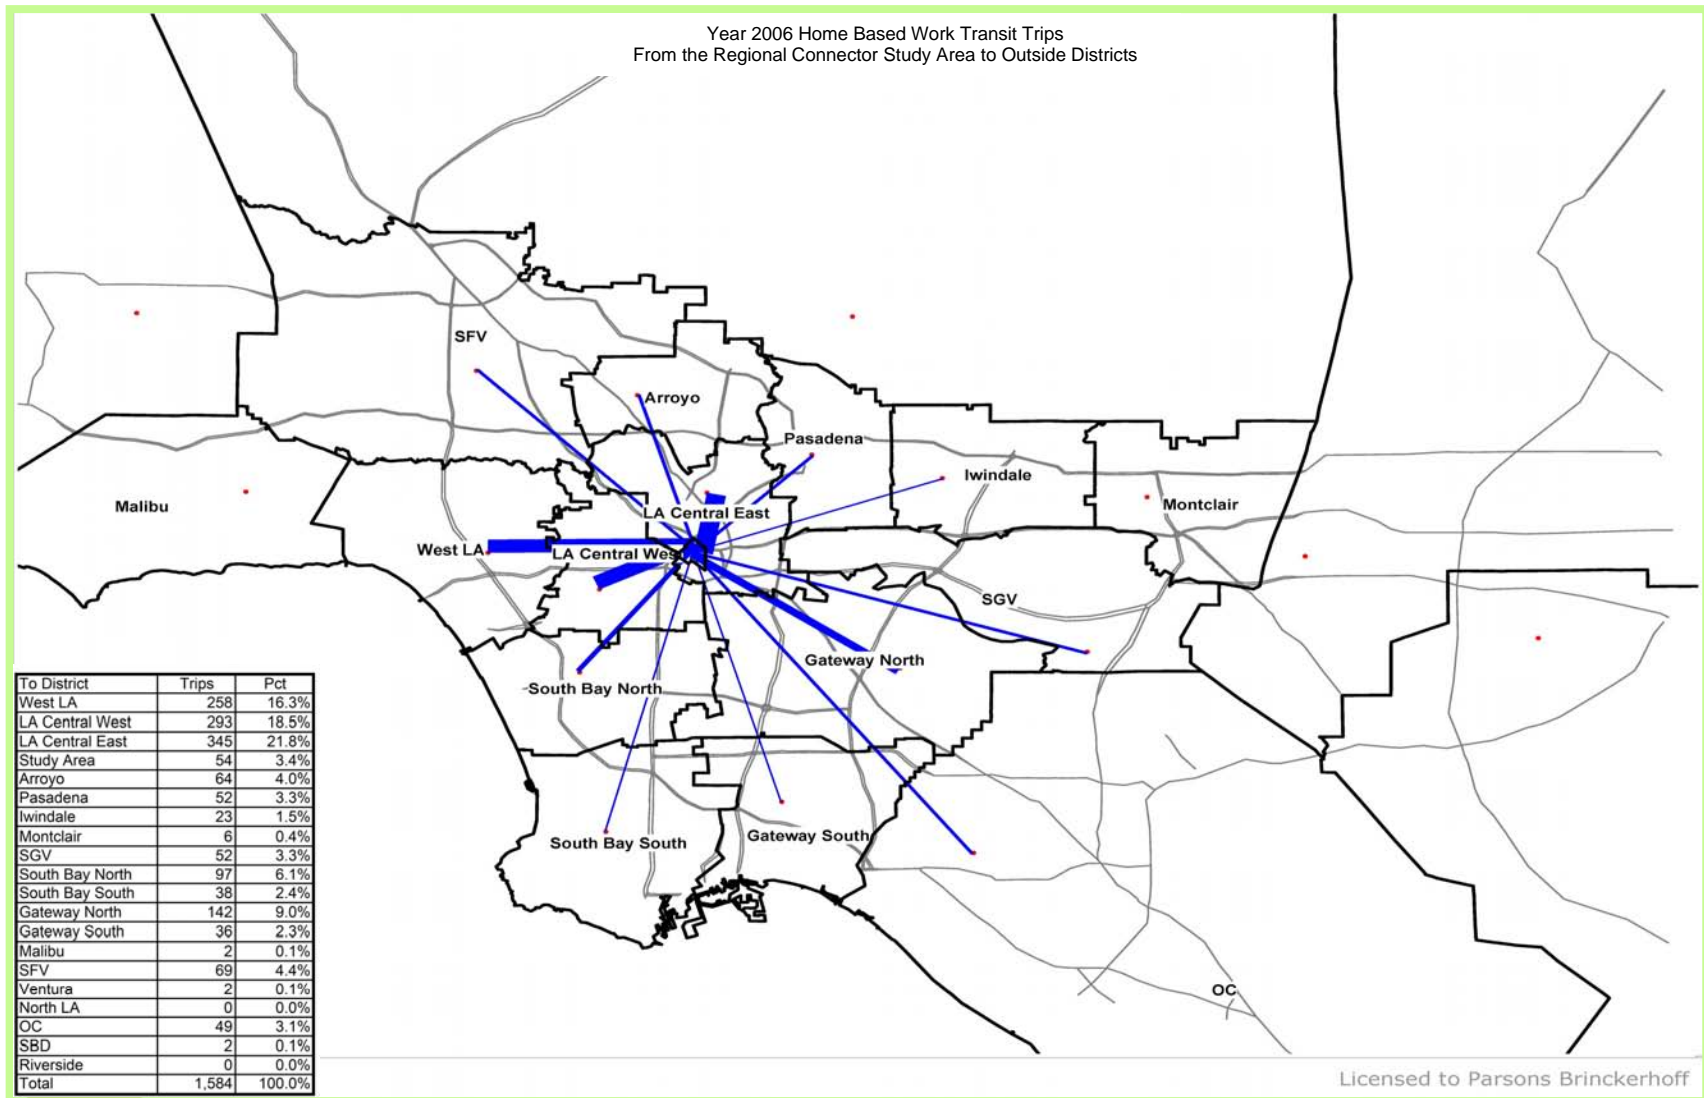 Year 2006 Home Based Work Transit Trips
From the Regional Connector Study Area to Outside Districts
SFV
Arroyo
Pasadena
Iwindale
Montclair
Malibu
LA Central East
West LA
LA Central Wes
SGV
Gateway North
South Bay North
Gateway South
South Bay South
OC
To District Trips Pct
West LA 258 16.3%
LA Central West 293 18.5%
LA Central East 345 21.8%
Study Area 54 3.4%
Arroyo 64 4.0%
Pasadena 52 3.3%
Iwindale 23 1.5%
Montclair 6 0.4%
SGV 52 3.3%
South Bay North 97 6.1%
South Bay South 38 2.4%
Gateway North 142 9.0%
Gateway South 36 2.3%
Malibu 2 0.1%
SFV 69 4.4%
Ventura 2 0.1%
North LA 0 0.0%
OC 49 3.1%
SBD 2 0.1%
Riverside 0 0.0%
Total 1,584 100.0%
Licensed to Parsons Brinckerhoff